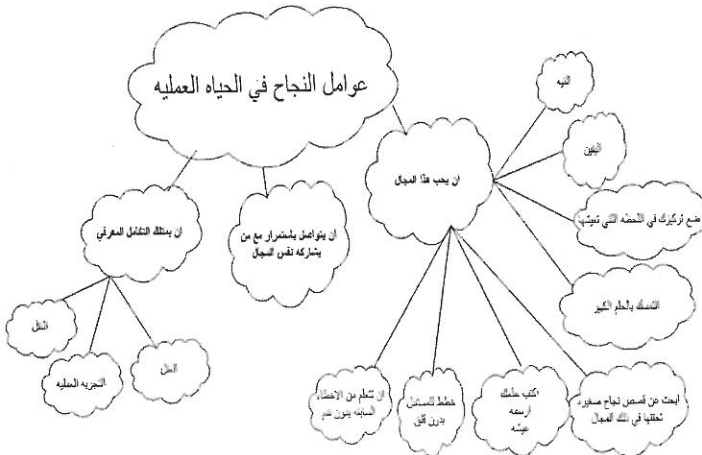 عوامل النجاح في الحياه العمليه
النيه
اليقين
ان يحب هذا المجال
ضع تركيزك في اللحظه التي تعيشها
ان يمتلك التكامل المعرفي
ان يتواصل باستمرار مع من
يشاركه نفس المجال
التمسك بالحلم الكبير
النقل
العقل
التجربه العمليه
ان تتعلم من الاخطاء
السابقه بدون ندم
خطط للمستقبل
بدون قلق
اكتب حلمك
ارسمه
عيشه
ابحث عن قصص نجاح صغيره
تحققها في ذلك المجال